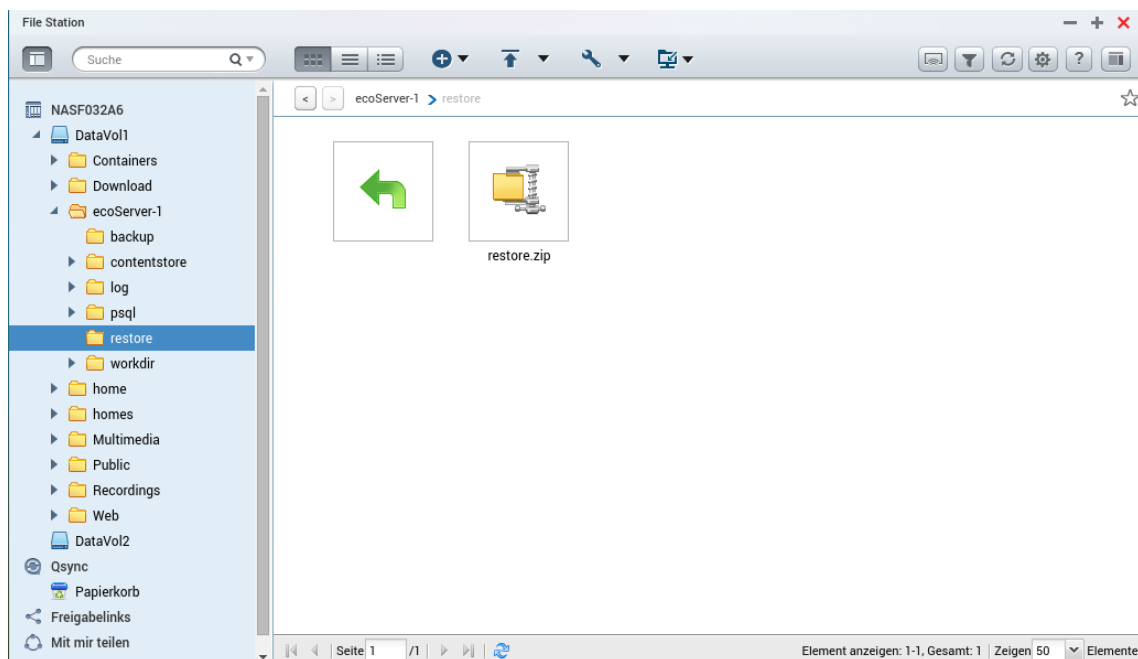 File Station
Suche
ecoServer-1 > restore
NASF032A6
DataVol1
Containers
Download
ecoServer-1
backup
contentstore
log
psql
restore
workdir
home
homes
Multimedia
Public
Recordings
Web
DataVol2
Qsync
Papierkorb
Freigabelinks
Mit mir teilen
restore.zip
Seite 1 /1
Element anzeigen: 1-1, Gesamt: 1 Zeigen 50 Elemente